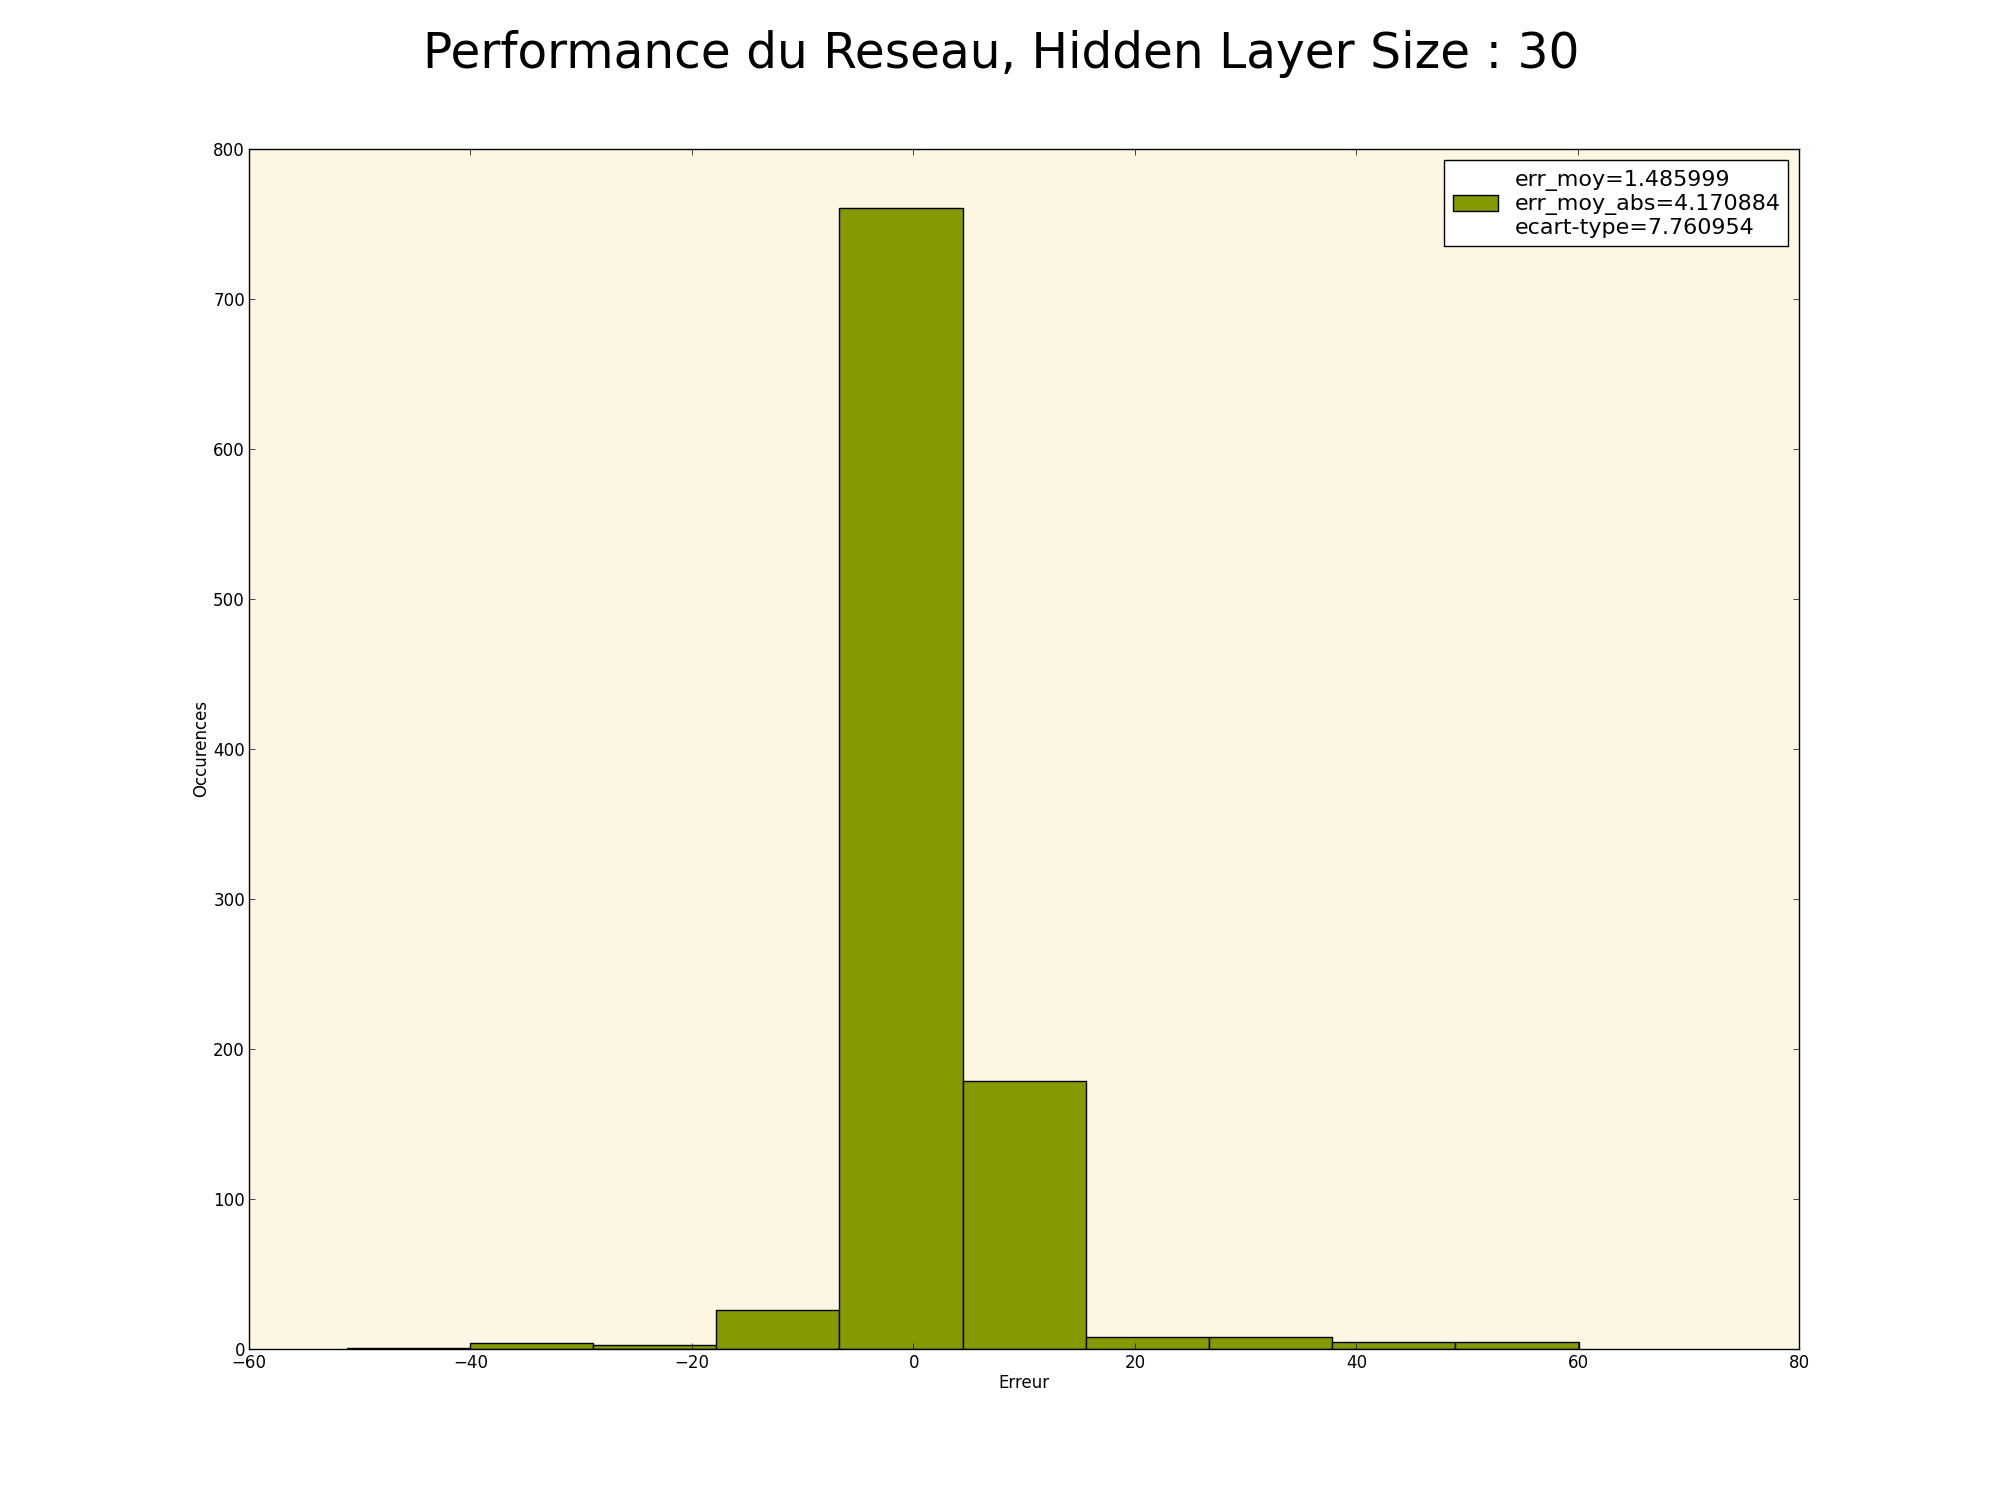 Performance du Reseau, Hidden Layer Size : 30
err_moy=1.485999
err_moy_abs=4.170884
ecart-type=7.760954
800
700
600
500
400
300
200
100
0
Occurences
−60
−40
−20
0
20
40
60
80
Erreur